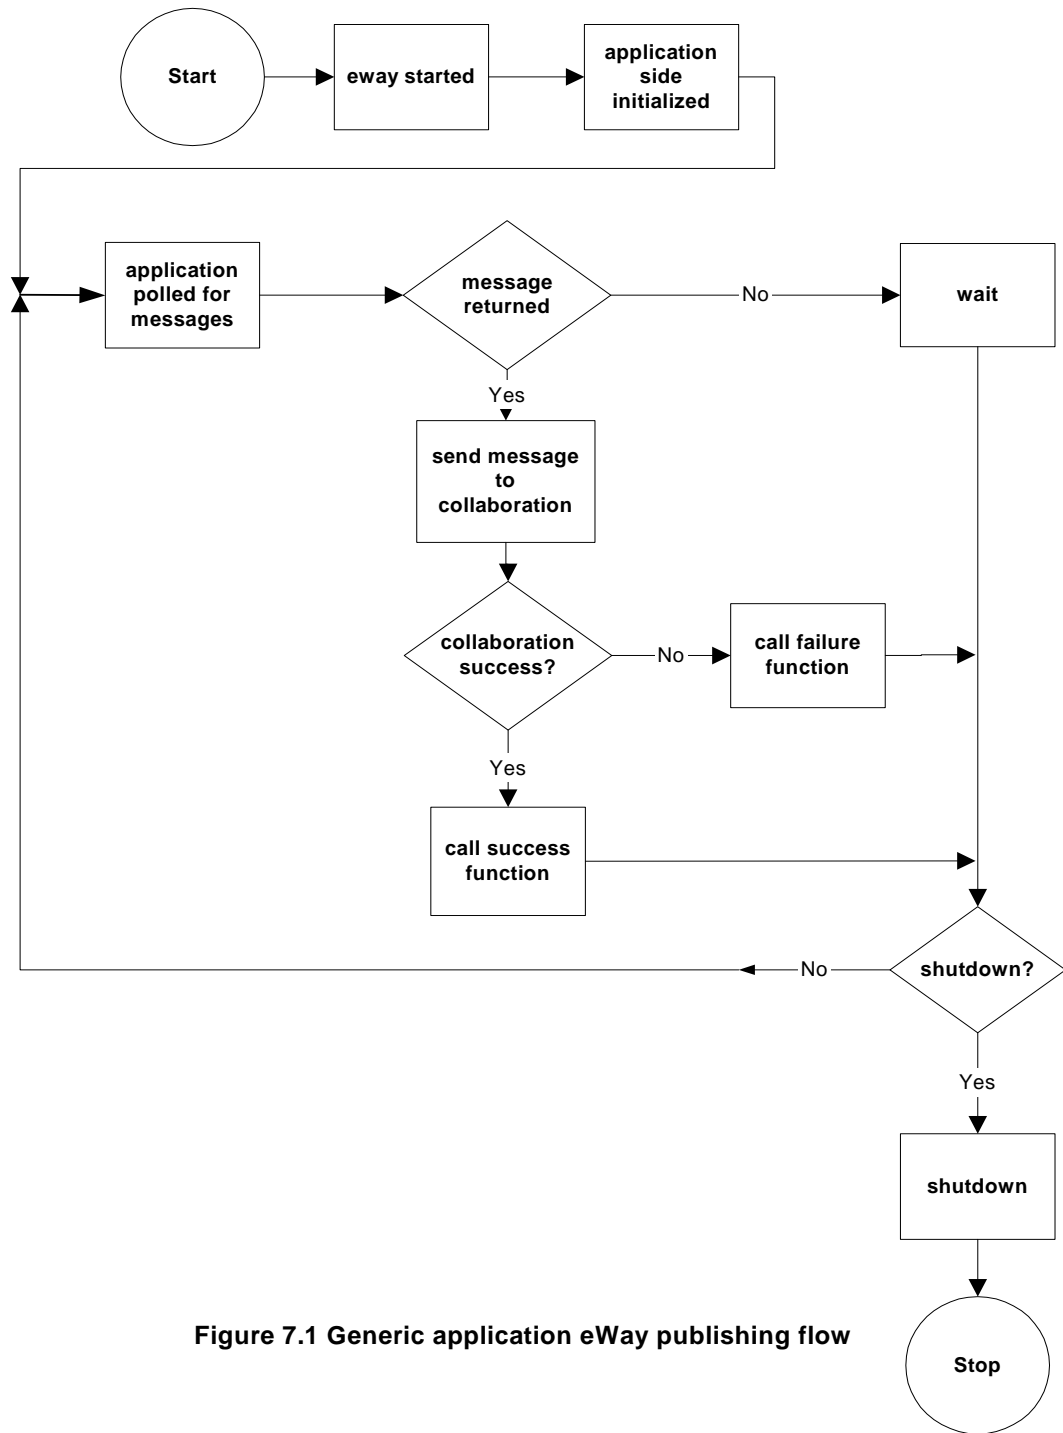 Start
eway started
application
side
initialized
application
polled for
messages
message
returned
No
wait
Yes
send message
to
collaboration
collaboration
success?
No
call failure
function
Yes
call success
function
shutdown?
No
Yes
shutdown
Figure 7.1 Generic application eWay publishing flow
Stop